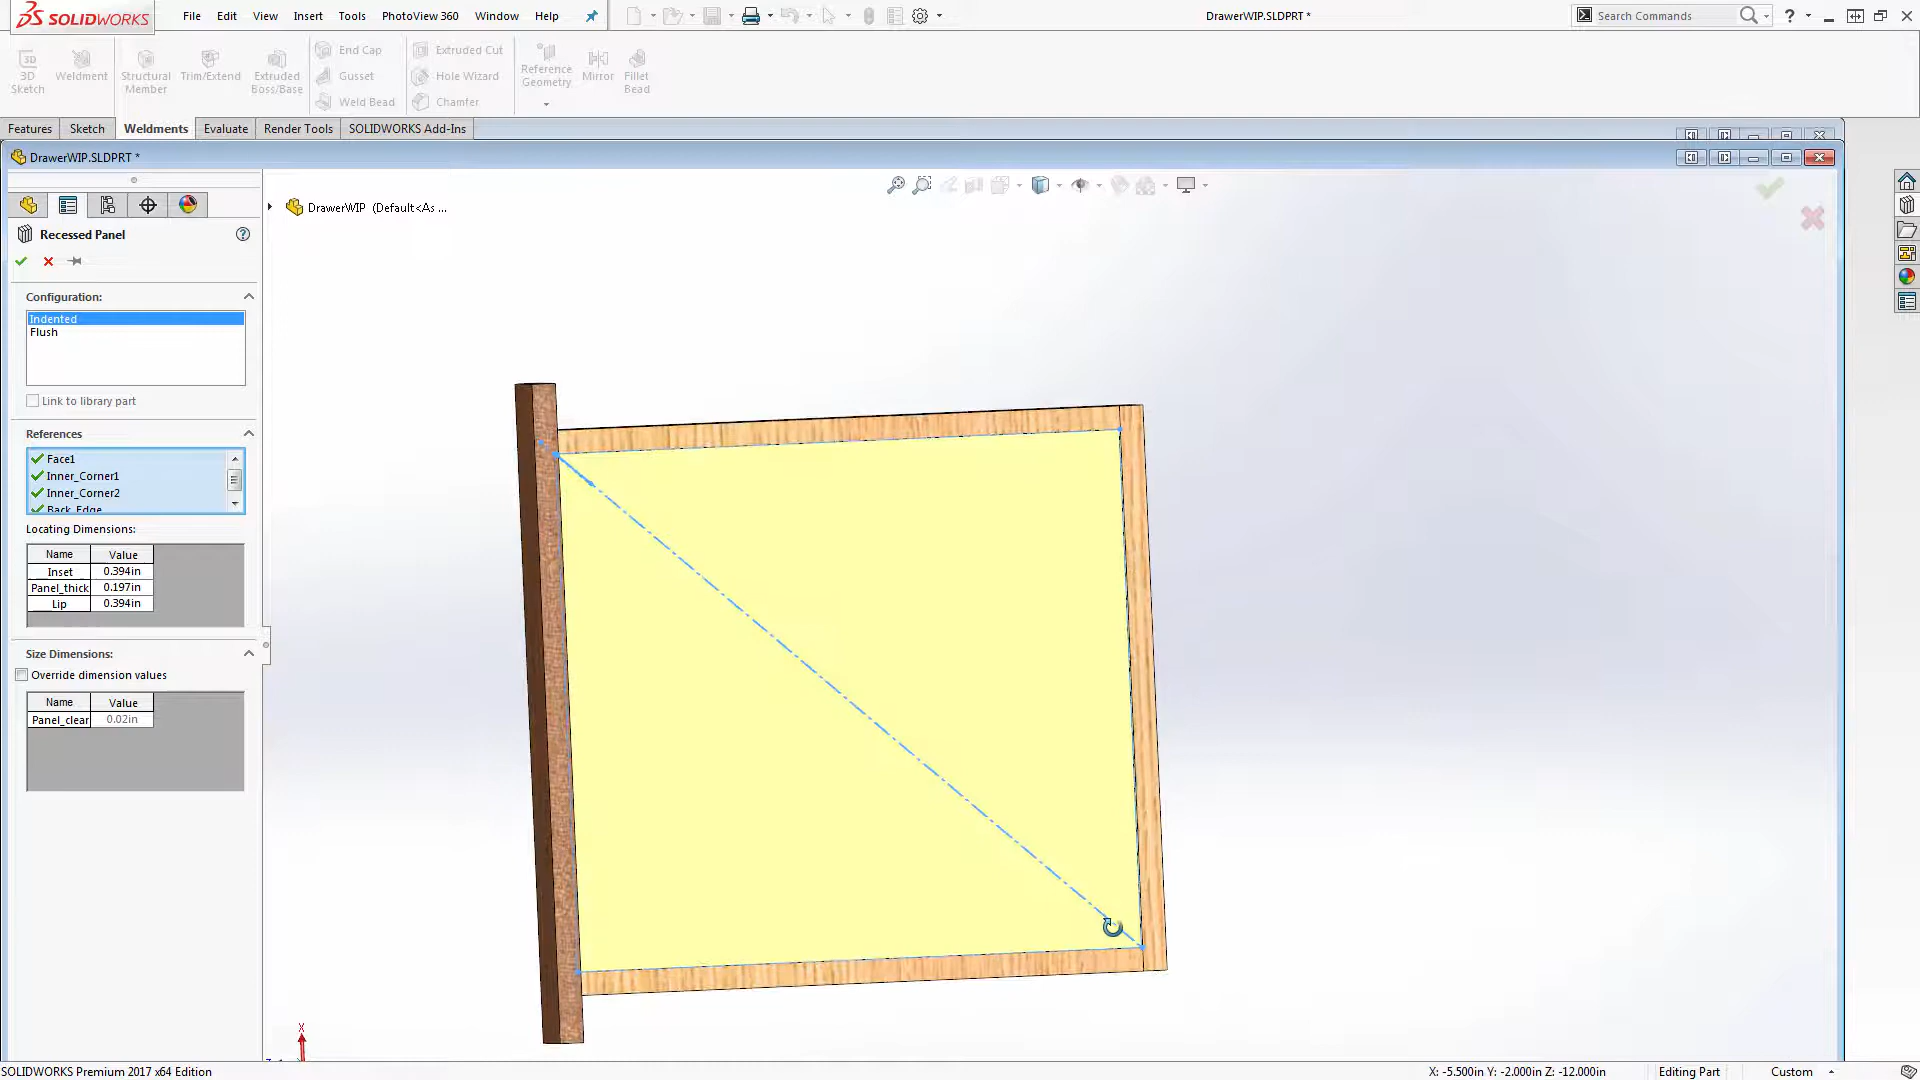 SOLIDWORKS
File Edit View Insert Tools PhotoView 360 Window Help
DrawerWIP.SLDPRT *
Search Commands
3D Sketch
Weldment
Structural Member
Trim/Extend
Extruded Boss/Base
End Cap
Gusset
Weld Bead
Extruded Cut
Hole Wizard
Chamfer
Reference Geometry
Mirror
Fillet Bead
Features Sketch Weldments Evaluate Render Tools SOLIDWORKS Add-Ins
DrawerWIP.SLDPRT *
DrawerWIP (Default<As ...
Recessed Panel
Configuration:
Indented
Flush
Link to library part
References
Face1
Inner_Corner1
Inner_Corner2
Back_Edge
Locating Dimensions:
Name Value
Inset 0.394in
Panel_thick 0.197in
Lip 0.394in
Size Dimensions:
Override dimension values
Name Value
Panel_clear 0.02in
X
SOLIDWORKS Premium 2017 x64 Edition
X: -5.500in Y: -2.000in Z: -12.000in
Editing Part
Custom